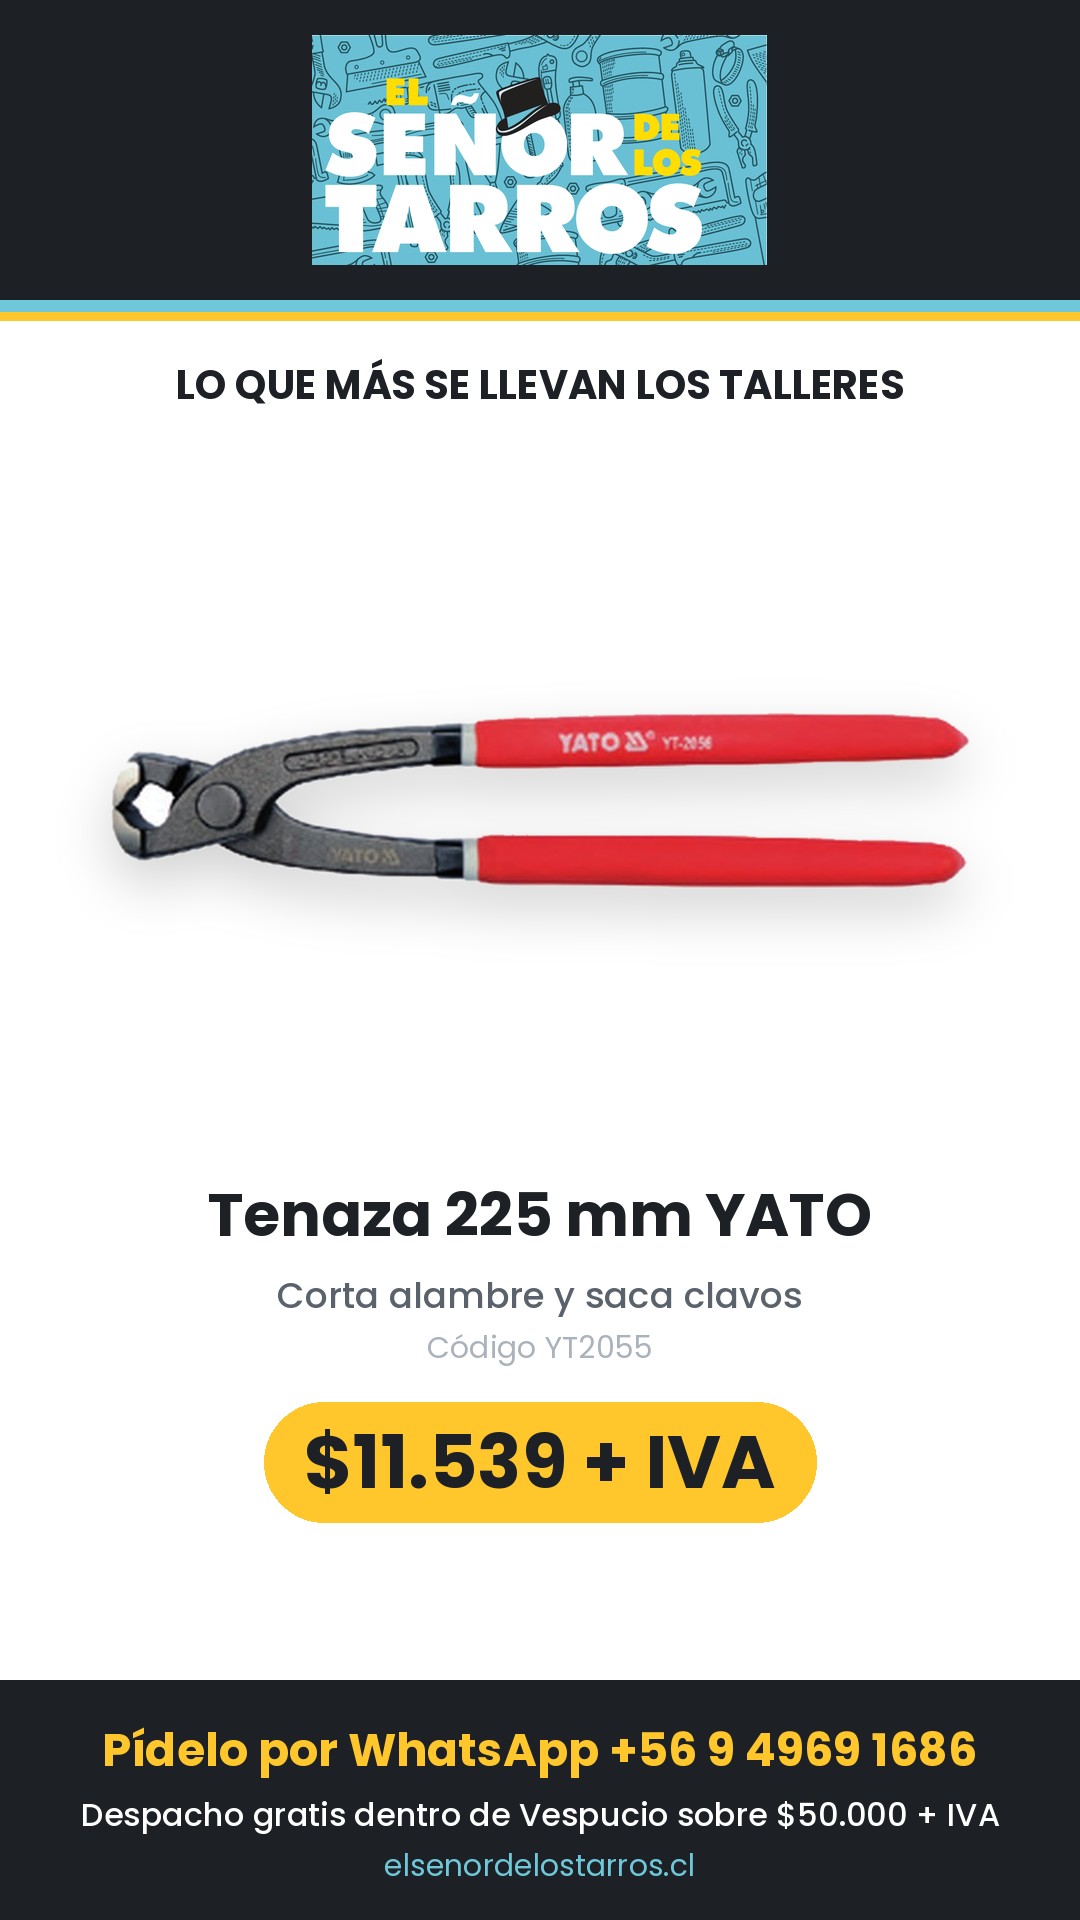 EL
SEÑOR DE LOS
TARROS
LO QUE MÁS SE LLEVAN LOS TALLERES
YATO YT-2056
YATO
Tenaza 225 mm YATO
Corta alambre y saca clavos
Código YT2055
$11.539 + IVA
Pídelo por WhatsApp +56 9 4969 1686
Despacho gratis dentro de Vespucio sobre $50.000 + IVA
elsenordelostarros.cl